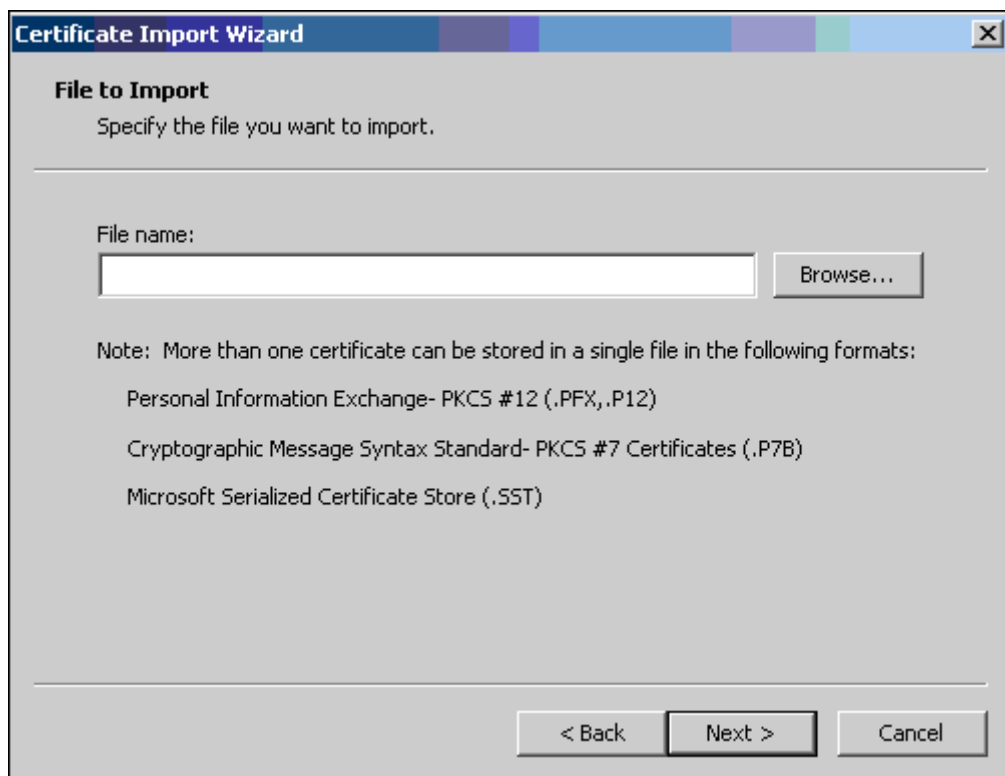 Certificate Import Wizard
File to Import
Specify the file you want to import.
File name:
Browse...
Note:  More than one certificate can be stored in a single file in the following formats:
Personal Information Exchange- PKCS #12 (.PFX,.P12)
Cryptographic Message Syntax Standard- PKCS #7 Certificates (.P7B)
Microsoft Serialized Certificate Store (.SST)
< Back Next > Cancel